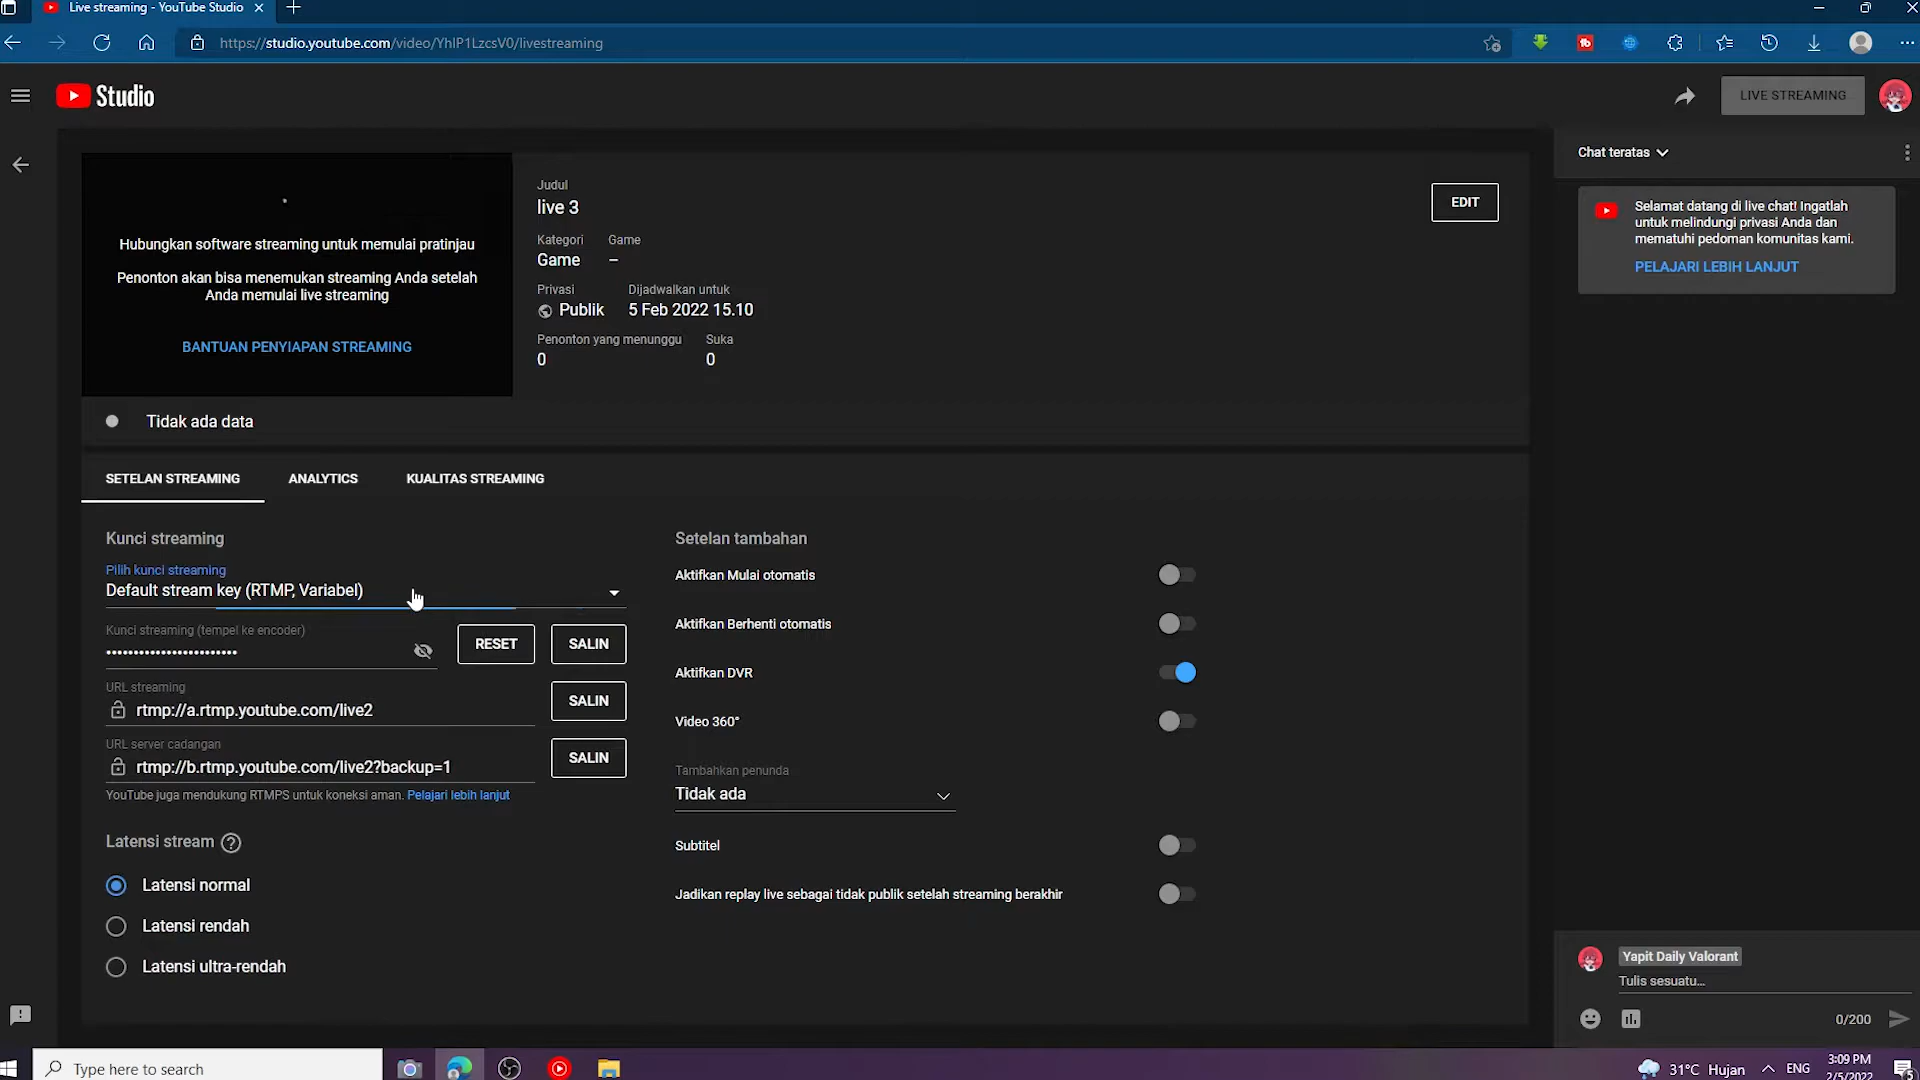 Live streaming - YouTube Studio
https://studio.youtube.com/video/YhIP1LzcsV0/livestreaming
Studio
LIVE STREAMING
Hubungkan software streaming untuk memulai pratinjau
Penonton akan bisa menemukan streaming Anda setelah
Anda memulai live streaming
BANTUAN PENYIAPAN STREAMING
Judul
live 3
Kategori Game
Game –
Privasi Dijadwalkan untuk
Publik 5 Feb 2022 15.10
Penonton yang menunggu Suka
0 0
EDIT
Chat teratas
Selamat datang di live chat! Ingatlah
untuk melindungi privasi Anda dan
mematuhi pedoman komunitas kami.
PELAJARI LEBIH LANJUT
Tidak ada data
SETELAN STREAMING ANALYTICS KUALITAS STREAMING
Kunci streaming
Pilih kunci streaming
Default stream key (RTMP, Variabel)
Kunci streaming (tempel ke encoder)
••••••••••••••••••••••••
RESET SALIN
URL streaming
rtmp://a.rtmp.youtube.com/live2
SALIN
URL server cadangan
rtmp://b.rtmp.youtube.com/live2?backup=1
SALIN
YouTube juga mendukung RTMPS untuk koneksi aman. Pelajari lebih lanjut
Latensi stream
Latensi normal
Latensi rendah
Latensi ultra-rendah
Setelan tambahan
Aktifkan Mulai otomatis
Aktifkan Berhenti otomatis
Aktifkan DVR
Video 360°
Tambahkan penunda
Tidak ada
Subtitel
Jadikan replay live sebagai tidak publik setelah streaming berakhir
Yapit Daily Valorant
Tulis sesuatu...
0/200
Type here to search
31°C Hujan
ENG
3:09 PM
2/5/2022
5